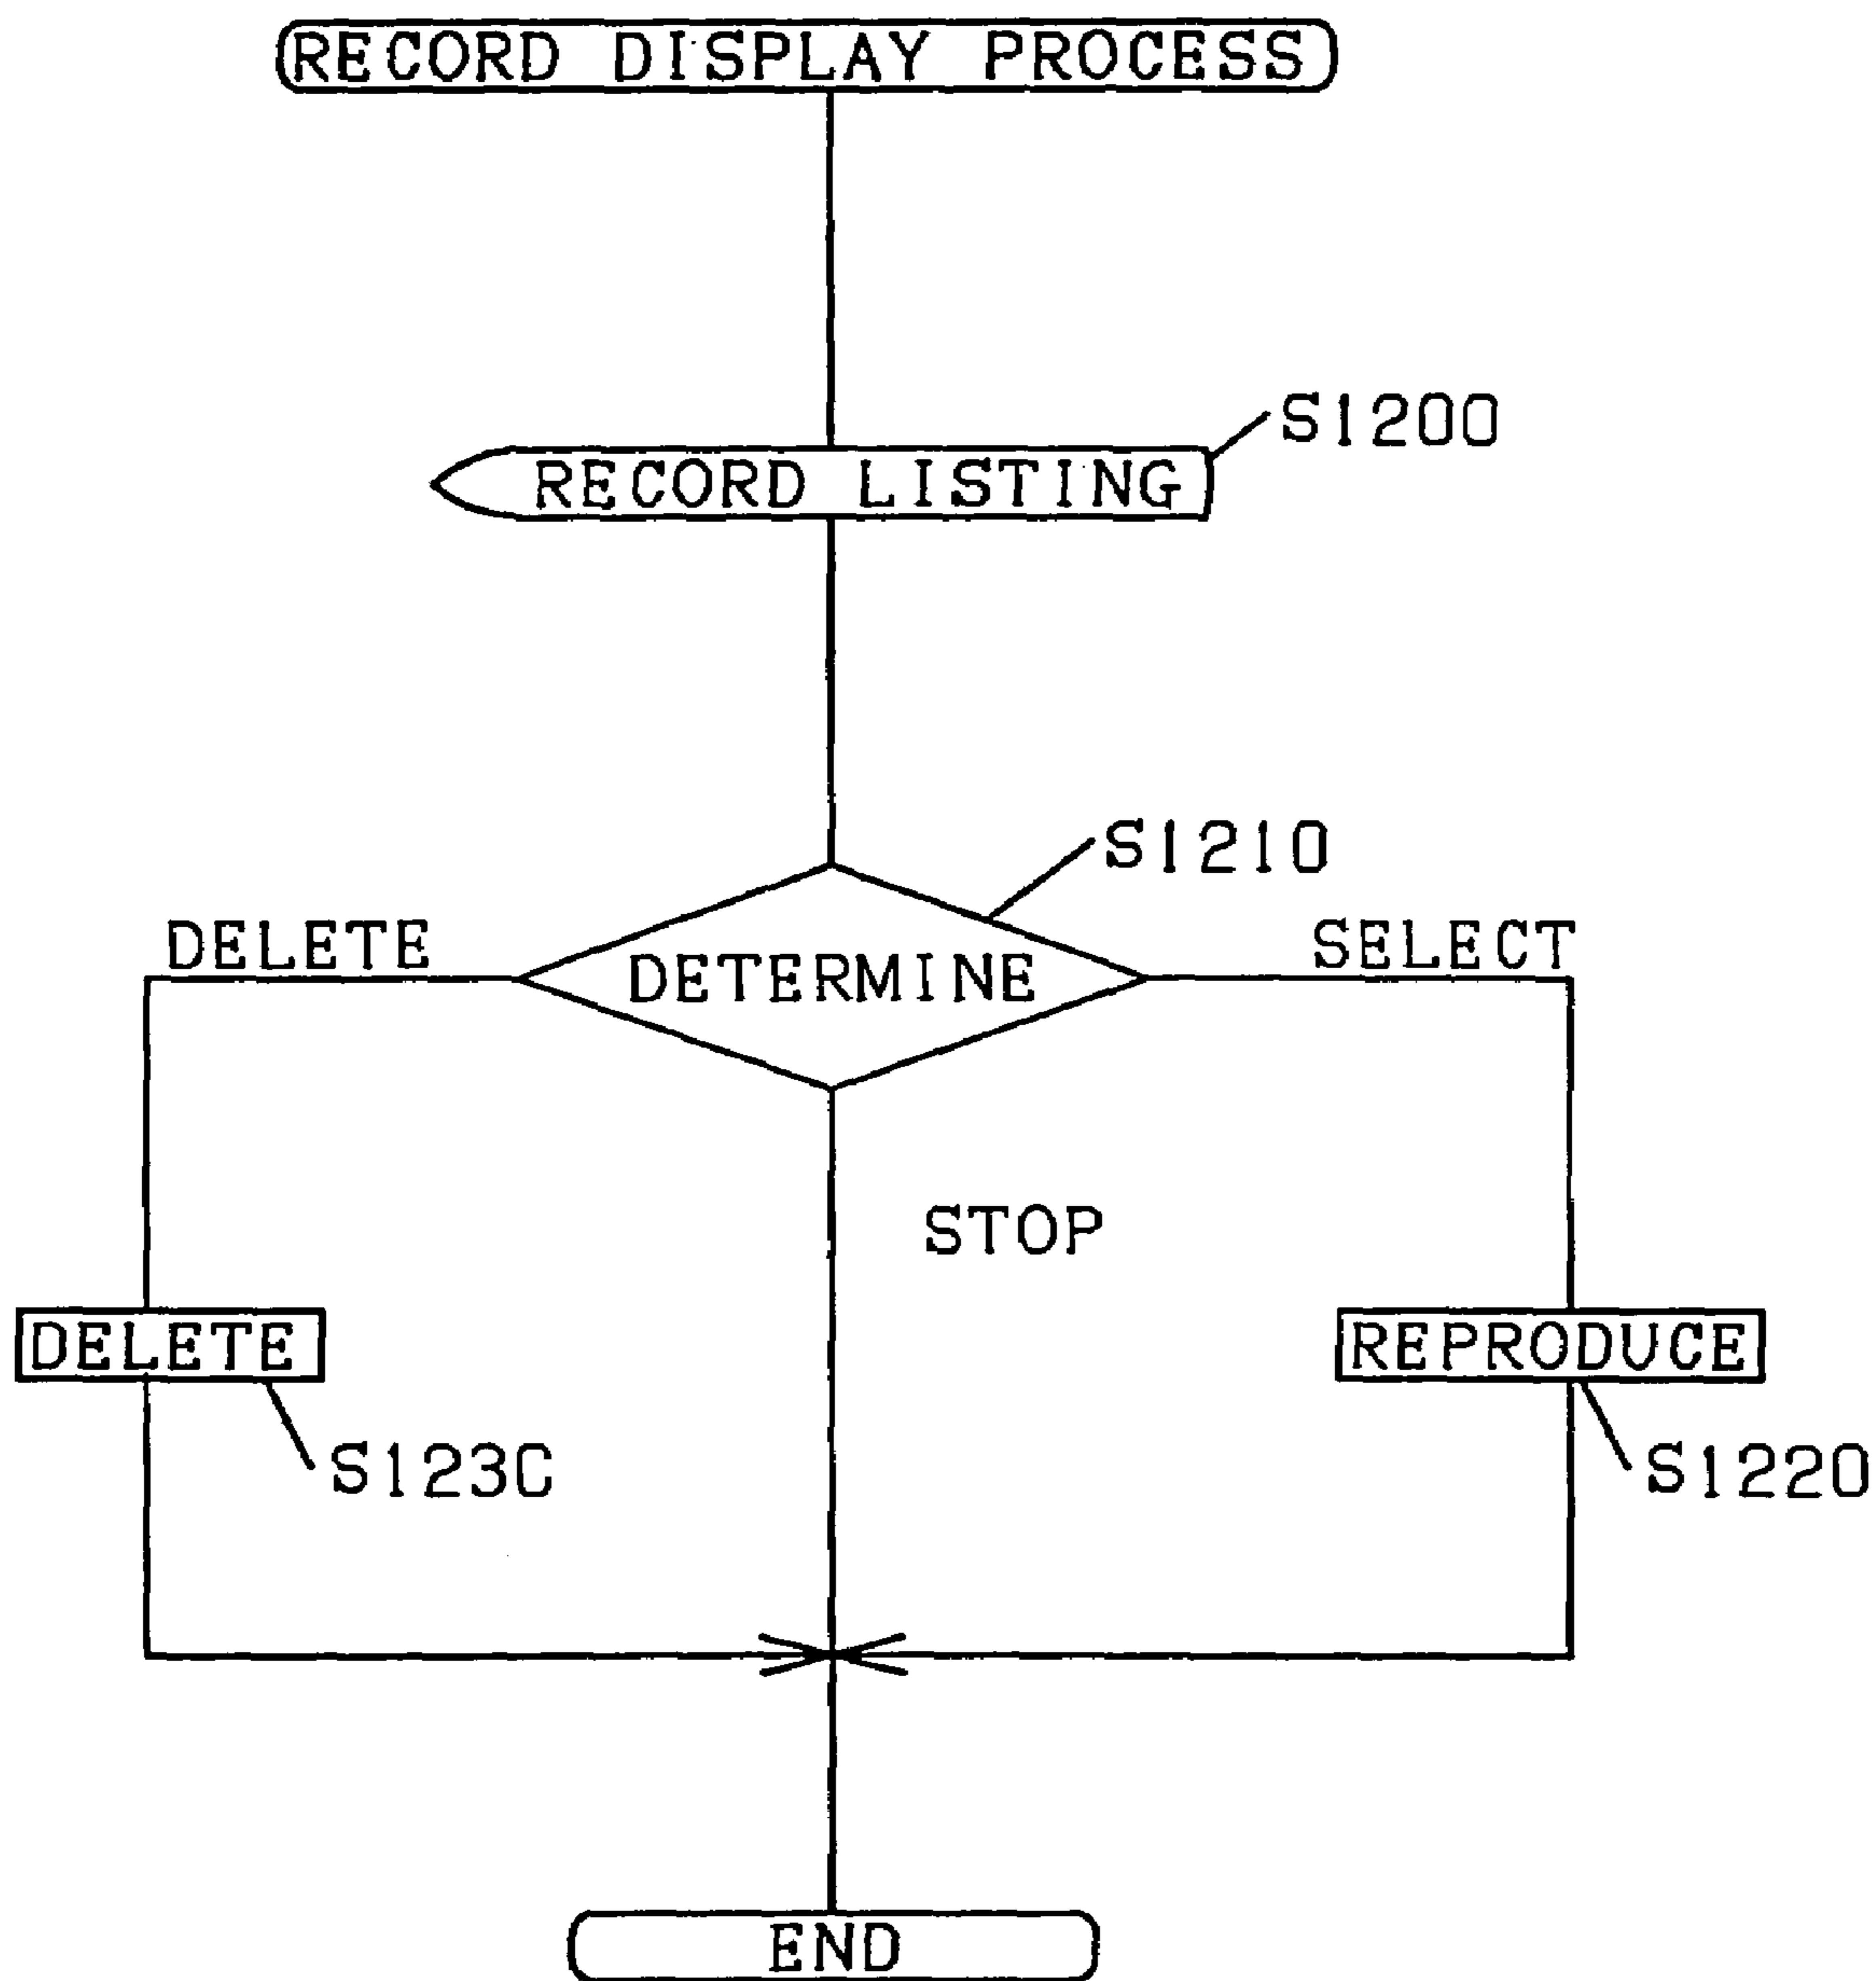 RECORD DISPLAY PROCESS
S1200
RECORD LISTING
S1210
DELETE
SELECT
DETERMINE
STOP
DELETE
REPRODUCE
S123C
S1220
END